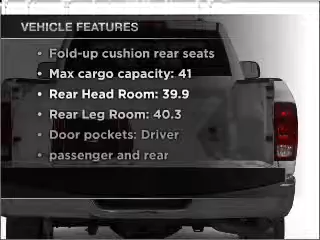 VEHICLE FEATURES
• Fold-up cushion rear seats
• Max cargo capacity: 41
• Rear Head Room: 39.9
• Rear Leg Room: 40.3
• Door pockets: Driver
• passenger and rear